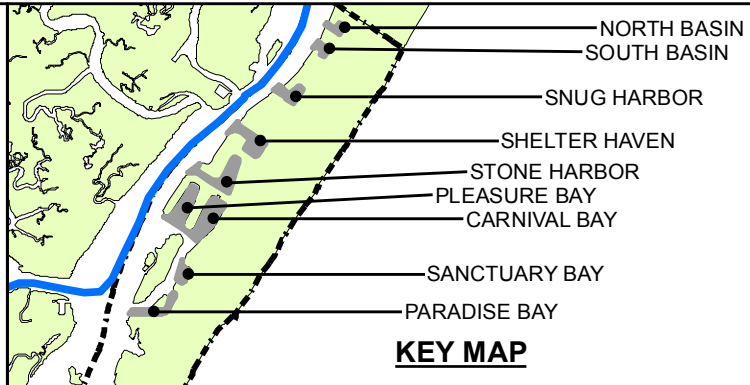 NORTH BASIN
SOUTH BASIN
SNUG HARBOR
SHELTER HAVEN
STONE HARBOR
PLEASURE BAY
CARNIVAL BAY
SANCTUARY BAY
PARADISE BAY
KEY MAP